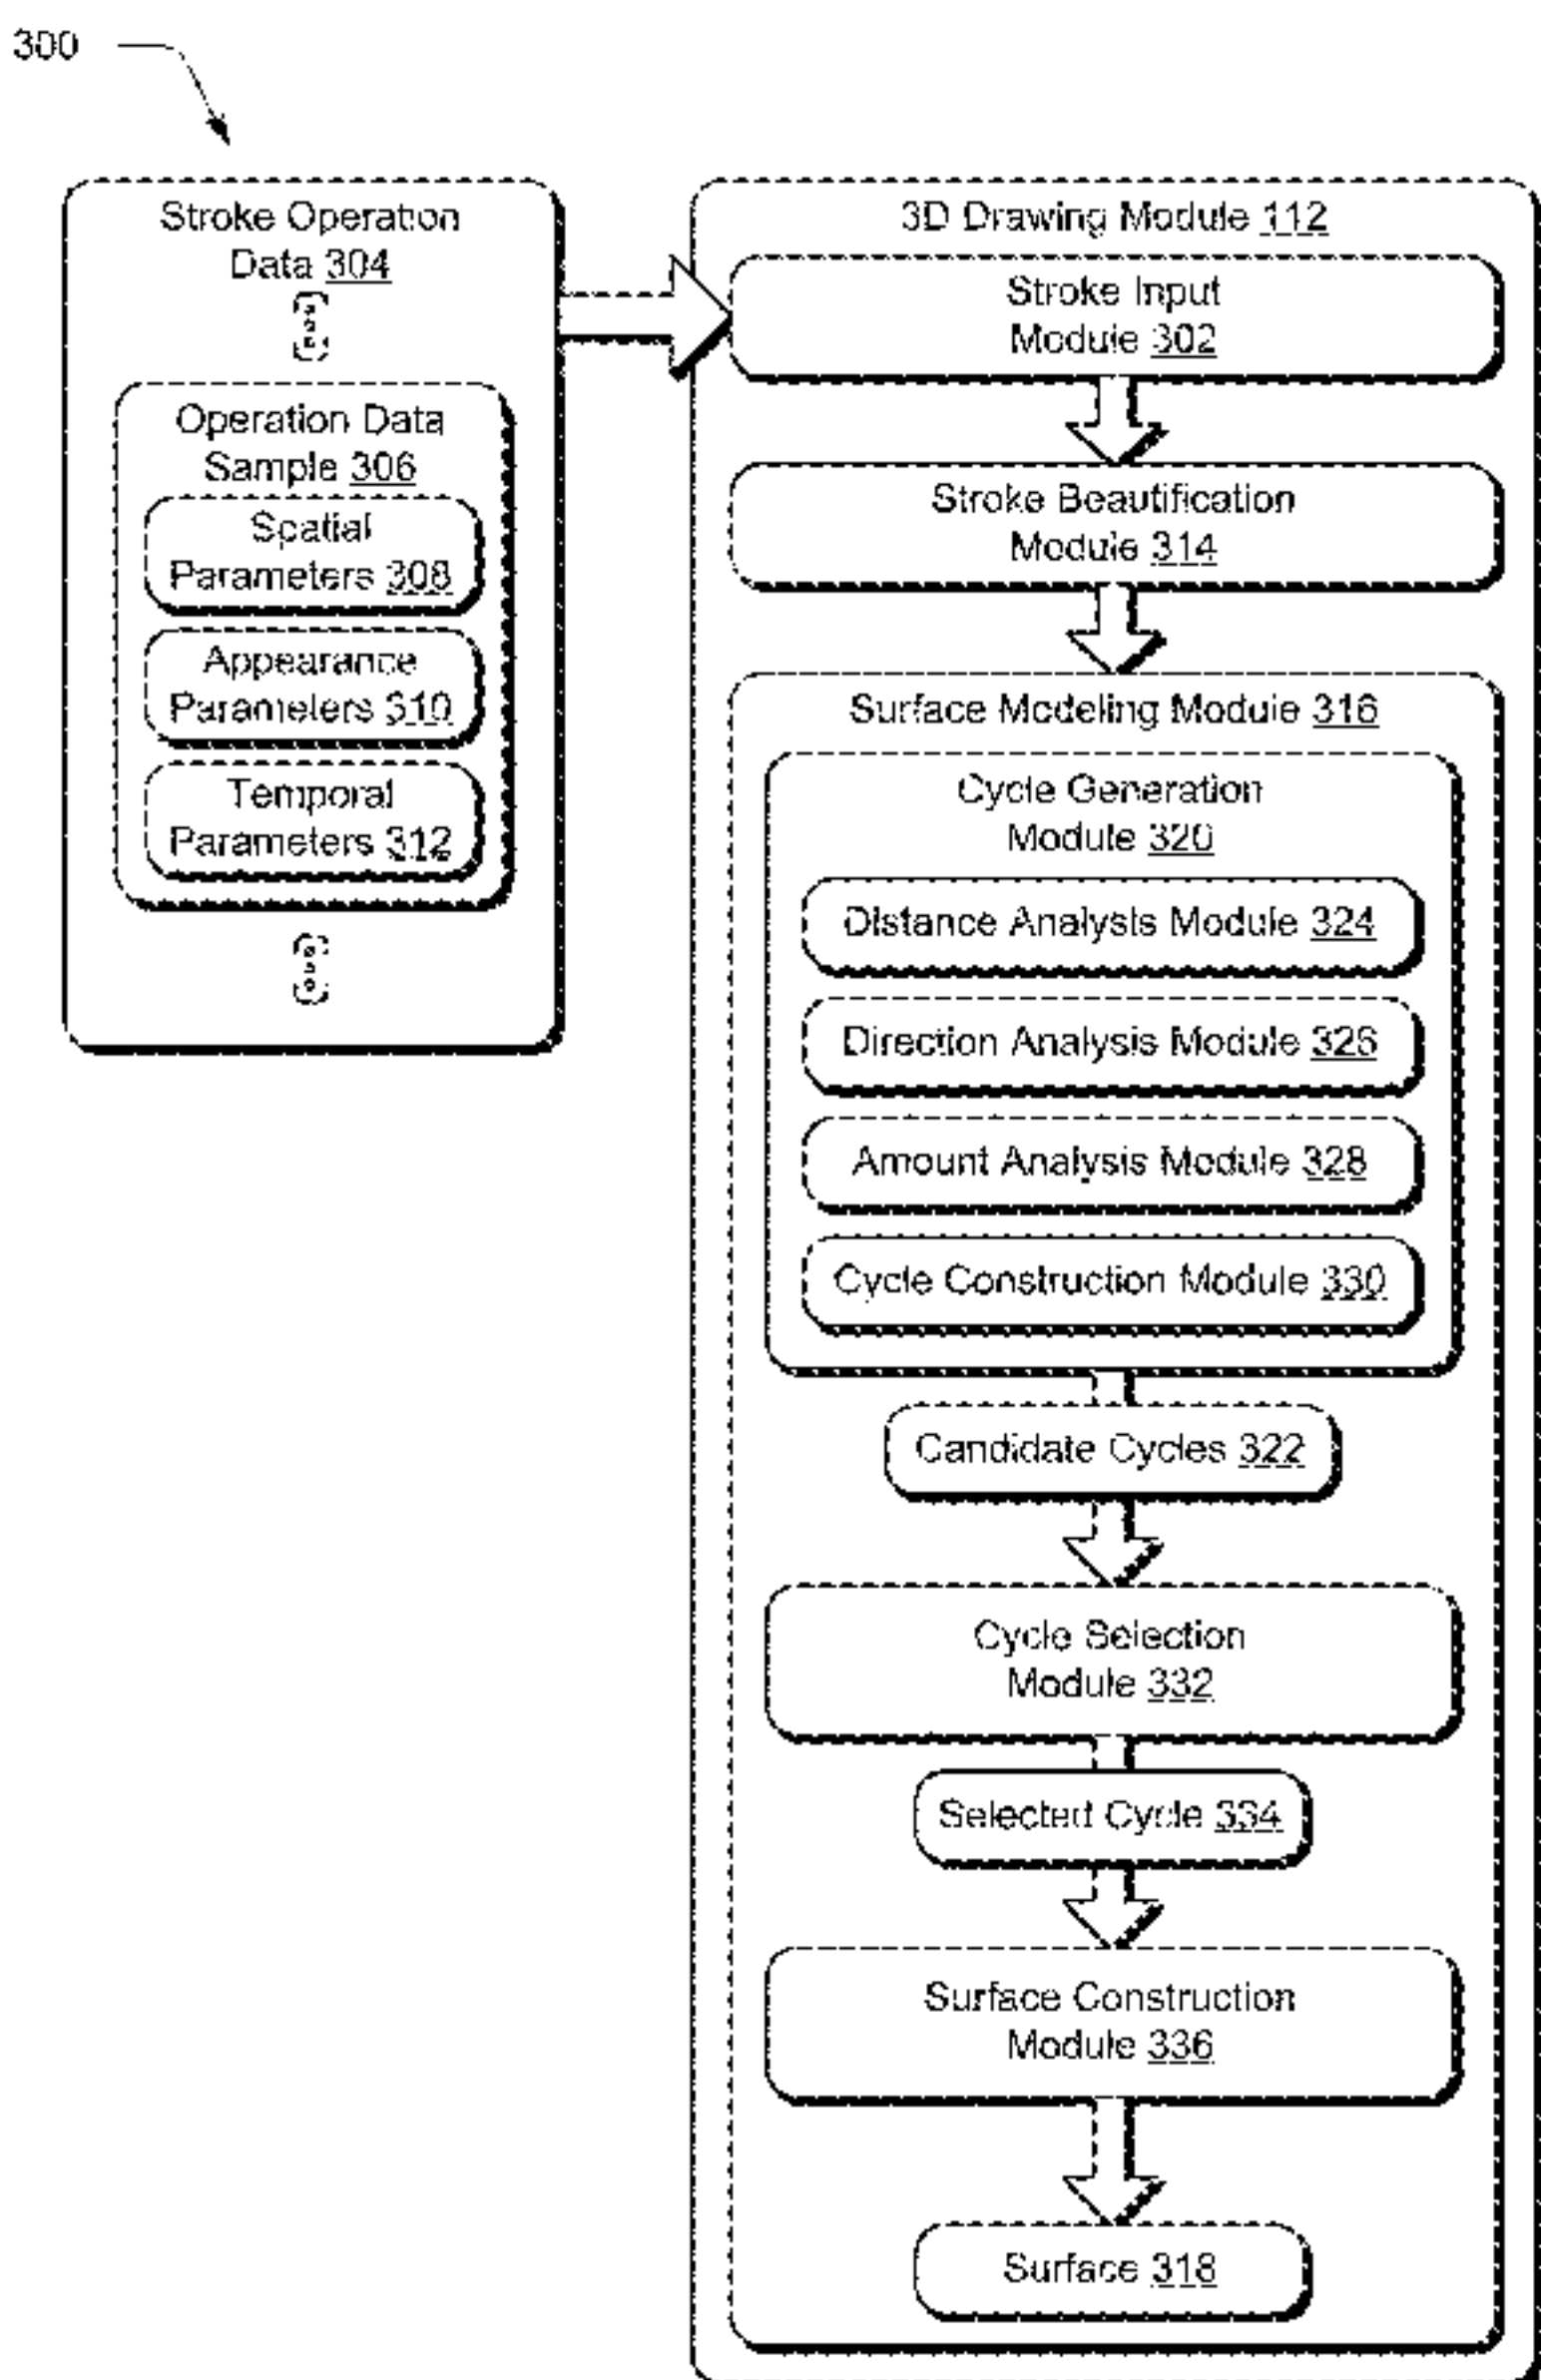 300
Stroke Operation
Data 304
Operation Data
Sample 306
Spatial
Parameters 308
Appearance
Parameters 310
Temporal
Parameters 312
3D Drawing Module 112
Stroke Input
Module 302
Stroke Beautification
Module 314
Surface Modeling Module 316
Cycle Generation
Module 320
Distance Analysis Module 324
Direction Analysis Module 326
Amount Analysis Module 328
Cycle Construction Module 330
Candidate Cycles 322
Cycle Selection
Module 332
Selected Cycle 334
Surface Construction
Module 336
Surface 318